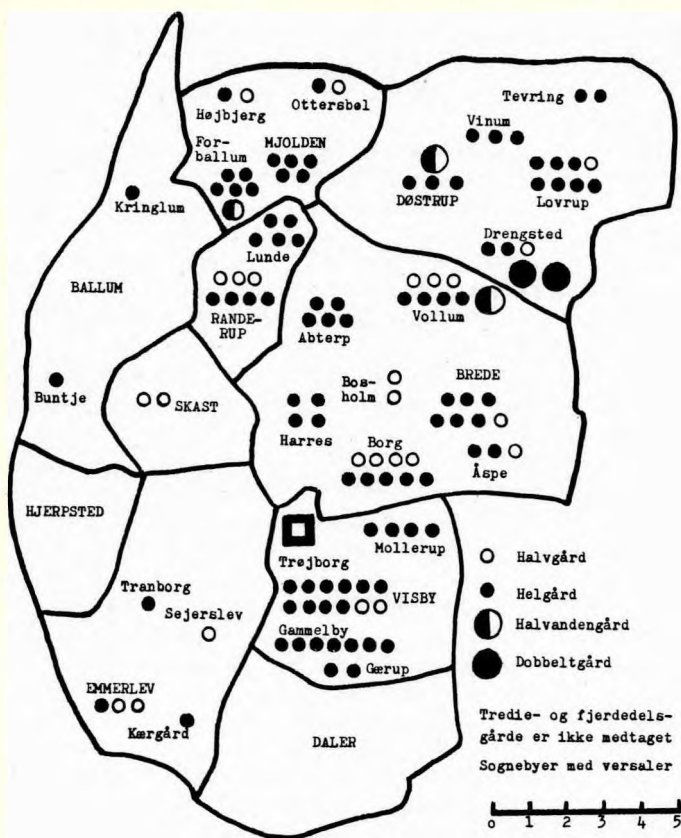 Tevring
Ottersbøl
Højbjerg
Vinum
For-
ballum
MJOLDEN
Kringlum
DØSTRUP
Lovrup
Lunde
Drengsted
BALLUM
RANDE-
RUP
Vollum
Abterp
Buntje
SKAST
Bos-
holm
BREDE
Harres
Borg
Åspe
HJERPSTED
Trøjborg
Mollerup
Tranborg
Sejerslev
VISBY
Gammelby
Gærup
EMMERLEV
Kærgård
DALER
Halvgård
Helgård
Halvandengård
Dobbeltgård
Tredie- og fjerdedels-
gårde er ikke medtaget
Sognebyer med versaler
0 1 2 3 4 5